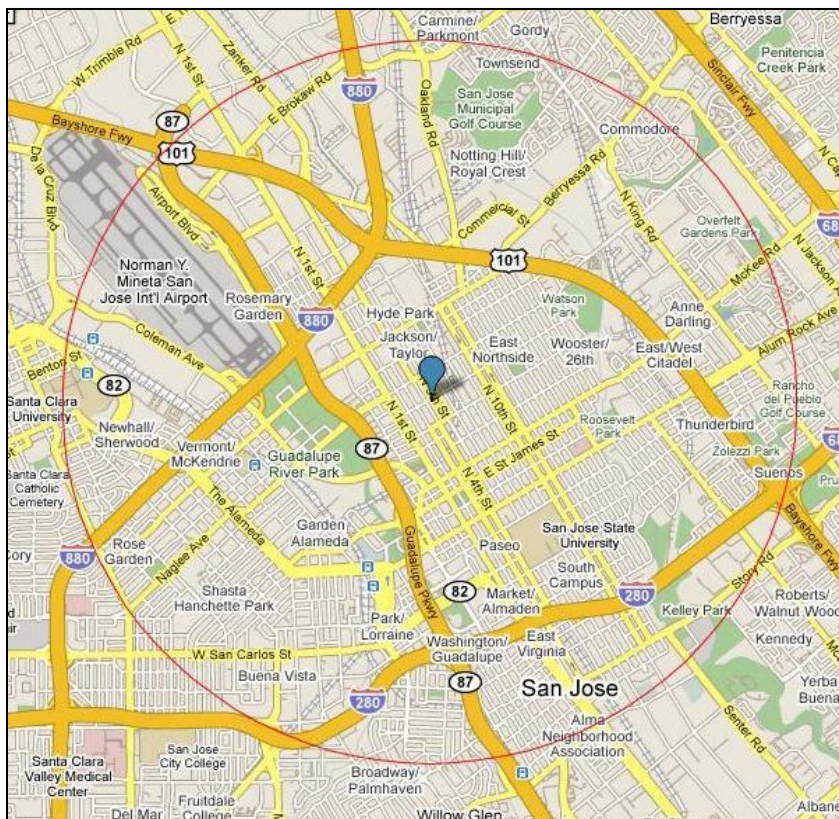 Carmine/
Parkmont
Gordy
Berryessa
Townsend
Penitencia
Creek Park
W Trimble Rd
N 1st St
Zanker Rd
E Brokaw Rd
880
Oakland Rd
San Jose
Municipal
Golf Course
Sinclair Fwy
Commodore
Bayshore Fwy
87
101
De la Cruz Blvd
Airport Blvd
Notting Hill/
Royal Crest
Berryessa Rd
N King Rd
Overfelt
Gardens Park
680
N Jackson Ave
McKee Rd
Commercial St
101
Norman Y.
Mineta San
Jose Int'l Airport
N 1st St
Rosemary
Garden
880
Hyde Park
Jackson/
Taylor
East
Northside
Watson
Park
Wooster/
26th
Anne
Darling
East/West
Citadel
Alum Rock Ave
Coleman Ave
Benton St
82
Santa Clara
University
Newhall/
Sherwood
Vermont/
McKendrie
Guadalupe
River Park
87
N 1st St
N 10th St
E St James St
N 4th St
Roosevelt
Park
Thunderbird
Rancho
del Pueblo
Golf Course
Zolezzi Park
Suenos
Santa Clara
Catholic
Cemetery
The Alameda
Garden
Alameda
Guadalupe Pkwy
San Jose State
University
Paseo
South
Campus
Bayshore Fwy
Story Rd
Cory
880
Rose
Garden
Naglee Ave
Shasta
Hanchette Park
82
Market/
Almaden
280
Kelley Park
Roberts/
Walnut Woo
Kennedy
Park/
Lorraine
Washington/
Guadalupe
East
Virginia
W San Carlos St
Buena Vista
280
87
San Jose
Yerba
Buena
Senter Rd
Alma
Neighborhood
Association
Santa Clara
Valley Medical
Center
San Jose
City College
Broadway/
Palmhaven
Del Mar
Fruitdale
College
Willow Glen
Albane